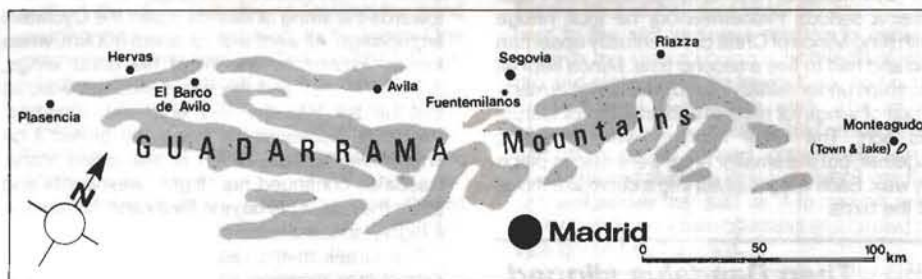 Hervas
Plasencia
El Barco
de Avilo
Avila
Segovia
Fuentemilanos
Riazza
Monteagudo
(Town & lake)
GUADARRAMA Mountains
N
Madrid
0 50 100
km